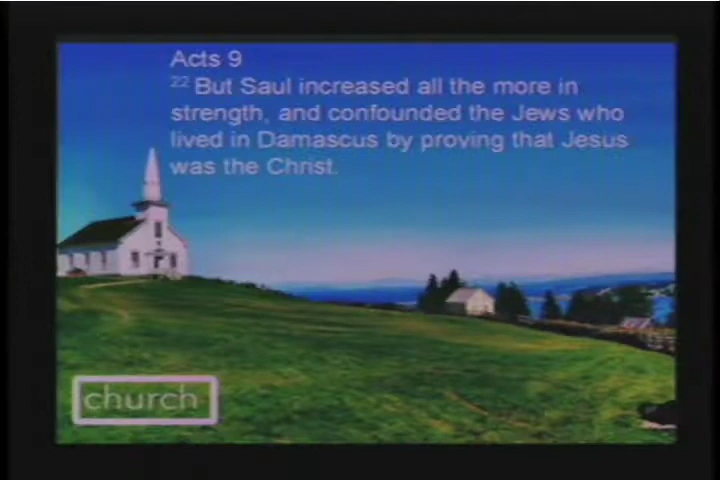 Acts 9
22 But Saul increased all the more in
strength, and confounded the Jews who
lived in Damascus by proving that Jesus
was the Christ.
church